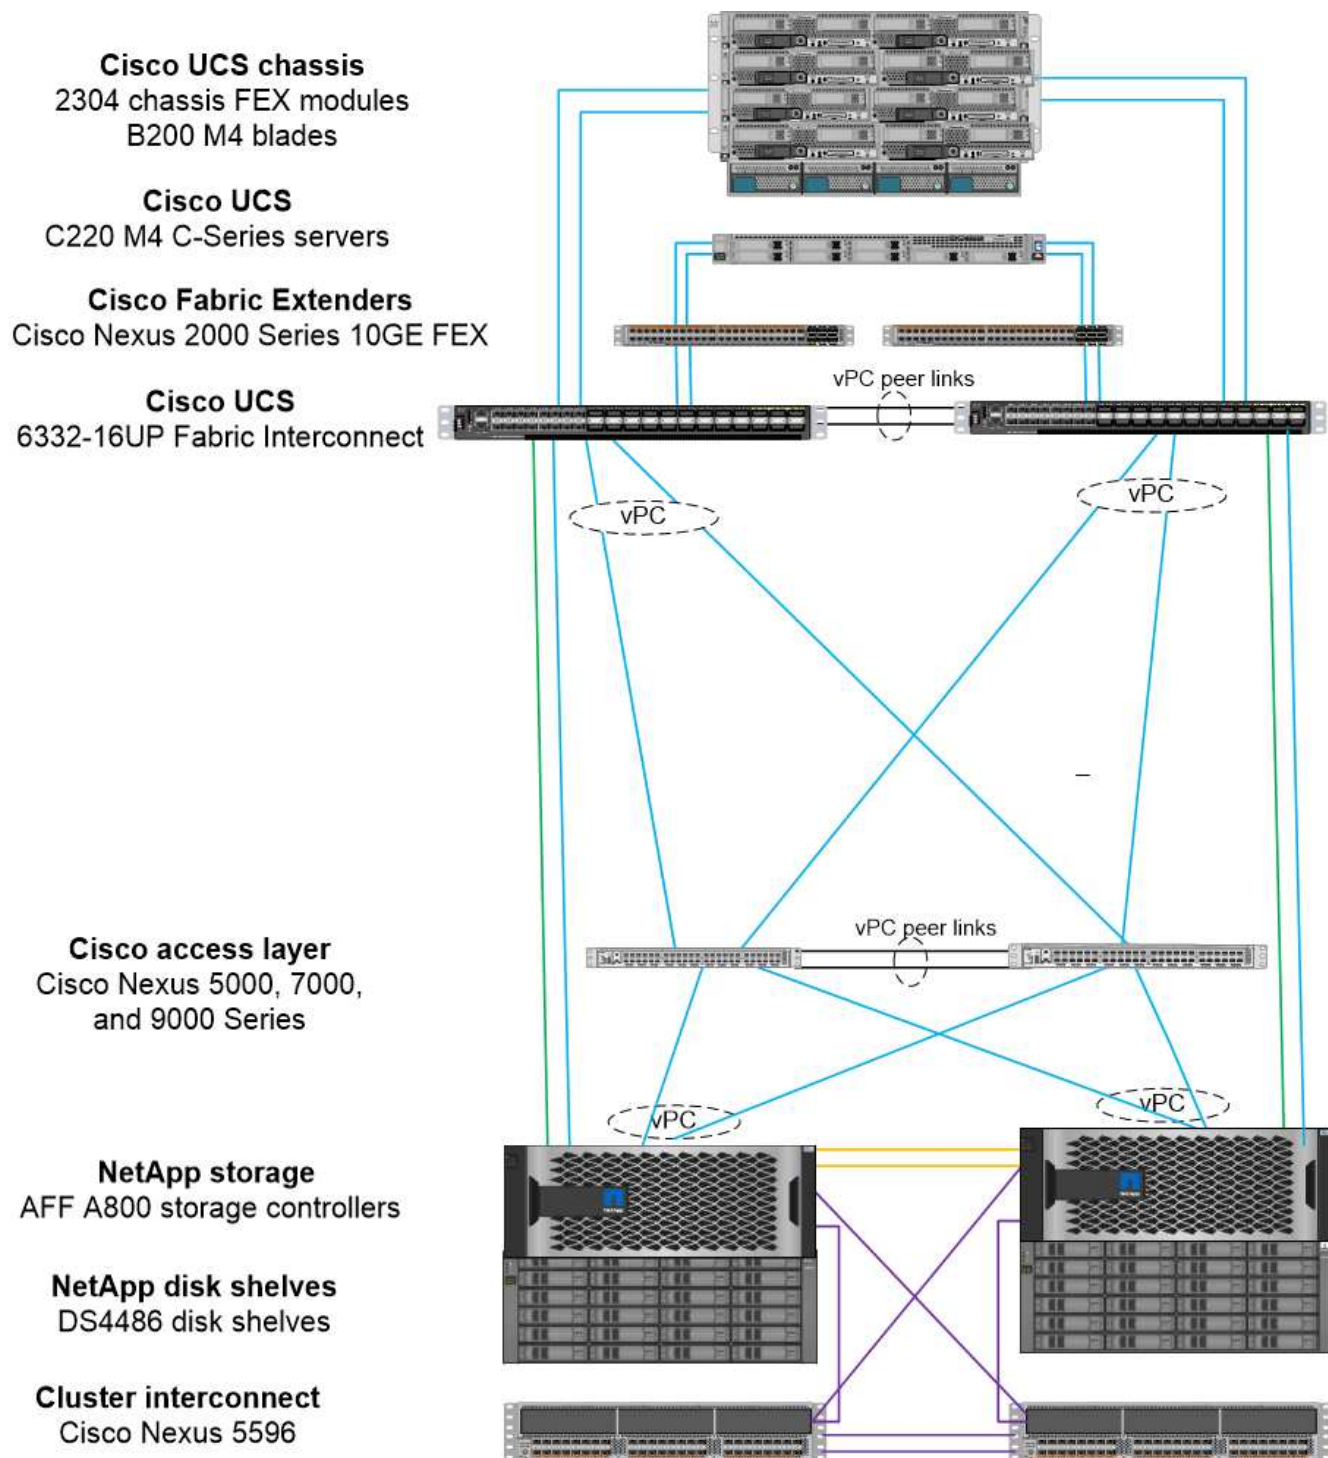 Cisco UCS chassis
2304 chassis FEX modules
B200 M4 blades
Cisco UCS
C220 M4 C-Series servers
Cisco Fabric Extenders
Cisco Nexus 2000 Series 10GE FEX
vPC peer links
Cisco UCS
6332-16UP Fabric Interconnect
vPC
vPC
Cisco access layer
Cisco Nexus 5000, 7000,
and 9000 Series
vPC peer links
vPC
vPC
NetApp storage
AFF A800 storage controllers
NetApp disk shelves
DS4486 disk shelves
Cluster interconnect
Cisco Nexus 5596